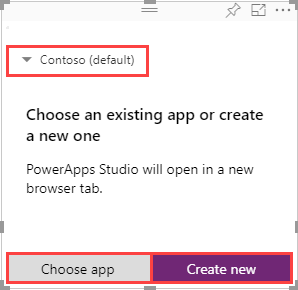 Contoso (default)
Choose an existing app or create
a new one
PowerApps Studio will open in a new
browser tab.
Choose app
Create new